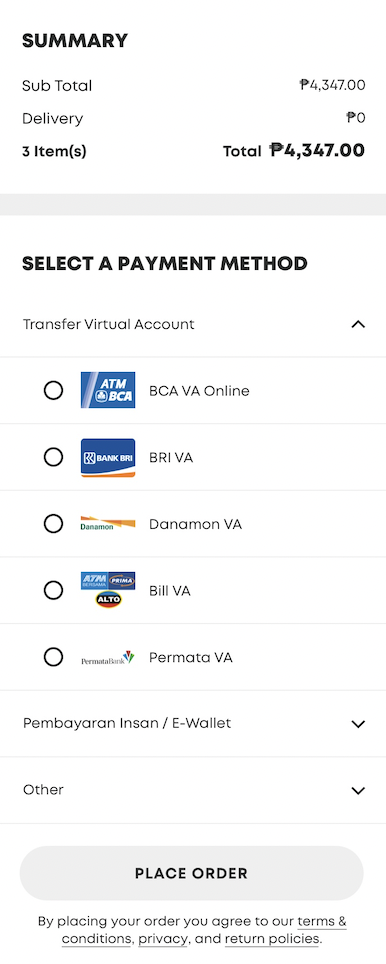 SUMMARY
Sub Total ₱4,347.00
Delivery ₱0
3 Item(s) Total ₱4,347.00
SELECT A PAYMENT METHOD
Transfer Virtual Account
ATM
BCA
BCA VA Online
BANK BRI
BRI VA
Danamon
Danamon VA
ATM
BERSAMA
PRIMA
ALTO
Bill VA
PermataBank
Permata VA
Pembayaran Insan / E-Wallet
Other
PLACE ORDER
By placing your order you agree to our terms &
conditions, privacy, and return policies.